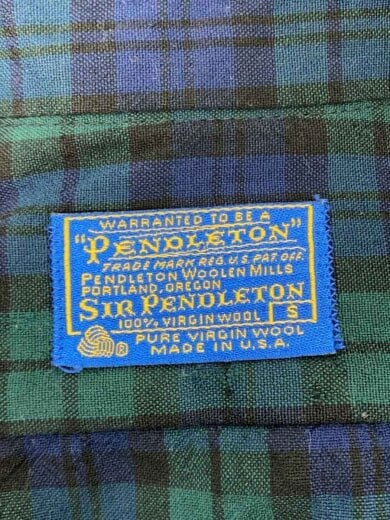 WARRANTED TO BE A
"PENDLETON"
TRADE MARK REG. U.S. PAT. OFF.
PENDLETON WOOLEN MILLS
PORTLAND, OREGON
SIR PENDLETON
100% VIRGIN WOOL S
® PURE VIRGIN WOOL
MADE IN U.S.A.